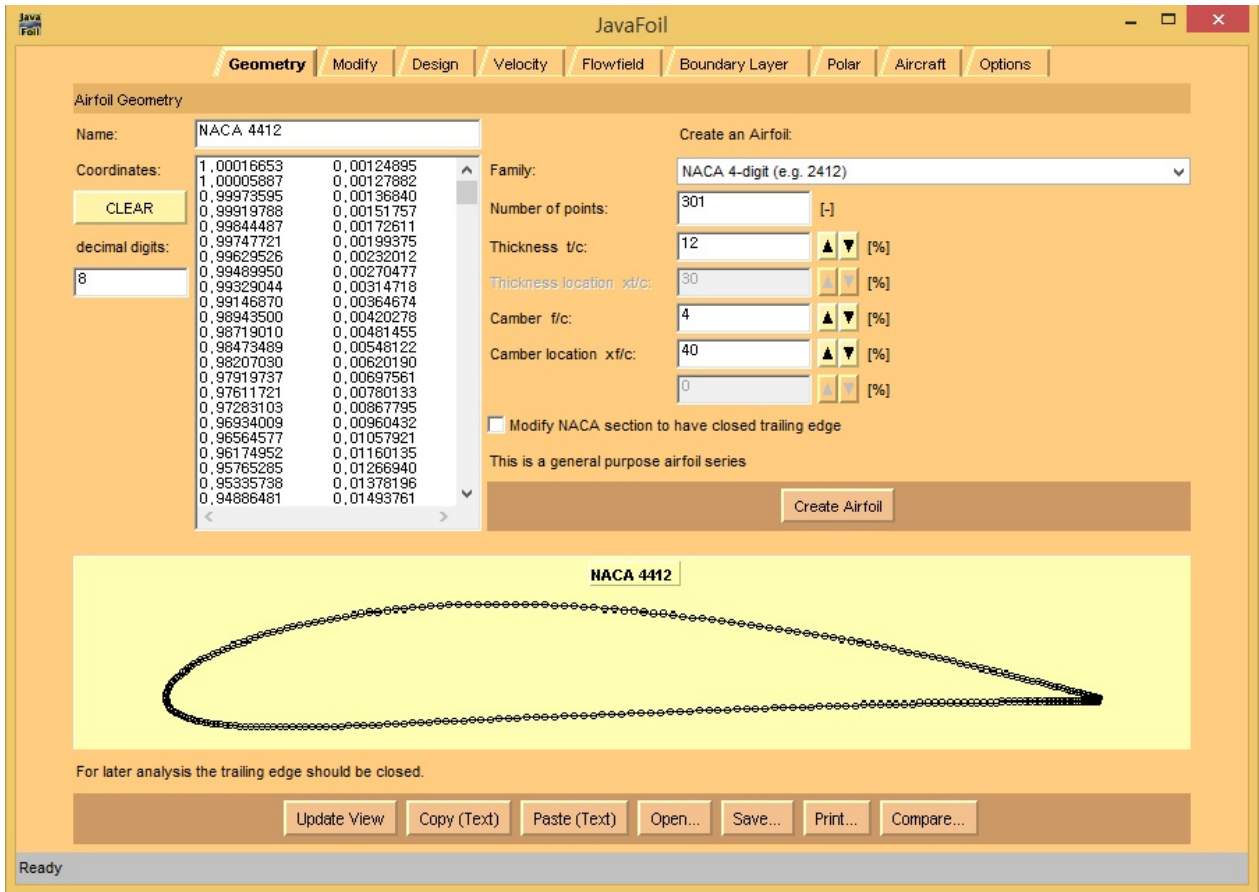 Java
Foil
JavaFoil
Geometry Modify Design Velocity Flowfield Boundary Layer Polar Aircraft Options
Airfoil Geometry
Name:
NACA 4412
Coordinates:
CLEAR
decimal digits:
8
1,00016653 0,00124895
1,00005887 0,00127882
0,99973595 0,00136840
0,99919788 0,00151757
0,99844487 0,00172611
0,99747721 0,00199375
0,99629526 0,00232012
0,99489950 0,00270477
0,99329044 0,00314718
0,99146870 0,00364674
0,98943500 0,00420278
0,98719010 0,00481455
0,98473489 0,00548122
0,98207030 0,00620190
0,97919737 0,00697561
0,97611721 0,00780133
0,97283103 0,00867795
0,96934009 0,00960432
0,96564577 0,01057921
0,96174952 0,01160135
0,95765285 0,01266940
0,95335738 0,01378196
0,94886481 0,01493761
Create an Airfoil:
Family: NACA 4-digit (e.g. 2412)
Number of points: 301 [-]
Thickness t/c: 12 [%]
Thickness location xt/c: 30 [%]
Camber f/c: 4 [%]
Camber location xf/c: 40 [%]
0 [%]
Modify NACA section to have closed trailing edge
This is a general purpose airfoil series
Create Airfoil
NACA 4412
For later analysis the trailing edge should be closed.
Update View Copy (Text) Paste (Text) Open... Save... Print... Compare...
Ready